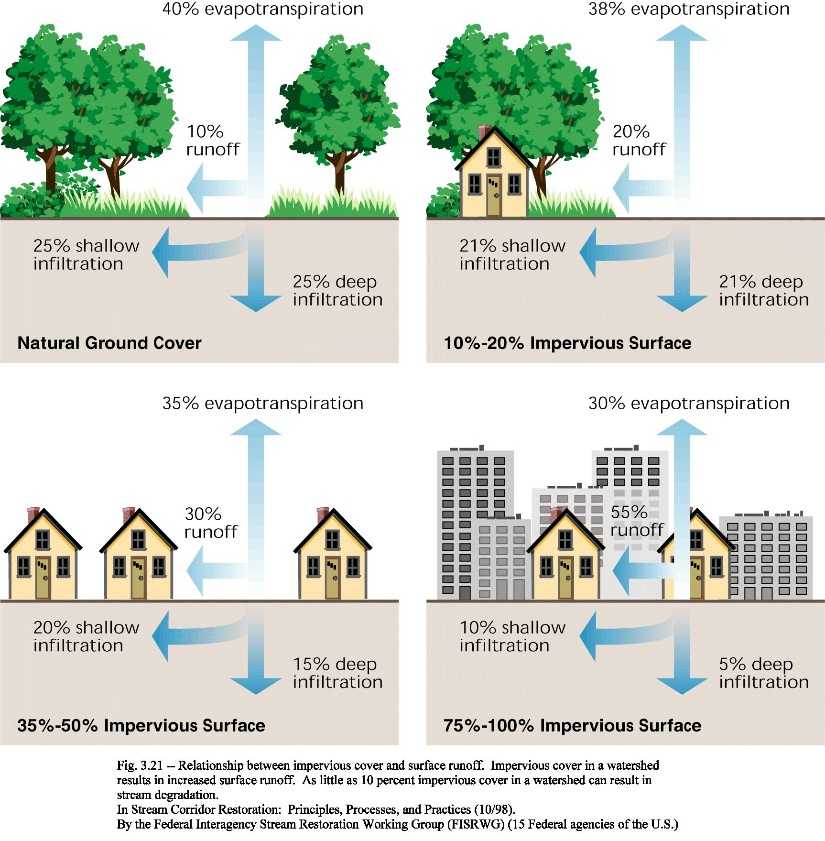 40% evapotranspiration
10%
runoff
25% shallow
infiltration
25% deep
infiltration
Natural Ground Cover
38% evapotranspiration
20%
runoff
21% shallow
infiltration
21% deep
infiltration
10%-20% Impervious Surface
35% evapotranspiration
30%
runoff
20% shallow
infiltration
15% deep
infiltration
35%-50% Impervious Surface
30% evapotranspiration
55%
runoff
10% shallow
infiltration
5% deep
infiltration
75%-100% Impervious Surface
Fig. 3.21 -- Relationship between impervious cover and surface runoff. Impervious cover in a watershed
results in increased surface runoff. As little as 10 percent impervious cover in a watershed can result in
stream degradation.
In Stream Corridor Restoration: Principles, Processes, and Practices (10/98).
By the Federal Interagency Stream Restoration Working Group (FISRWG) (15 Federal agencies of the U.S.)